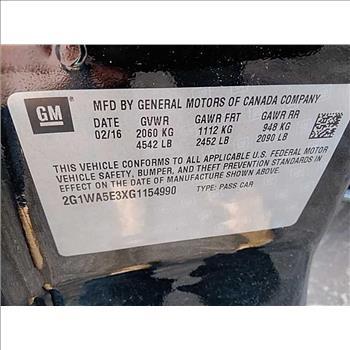 GM
MFD BY GENERAL MOTORS OF CANADA COMPANY
DATE GVWR GAWR FRT GAWR RR
02/16 2060 KG 1112 KG 948 KG
4542 LB 2452 LB 2090 LB
THIS VEHICLE CONFORMS TO ALL APPLICABLE U.S. FEDERAL MOTOR
VEHICLE SAFETY, BUMPER, AND THEFT PREVENTION STANDARDS IN
EFFECT ON THE DATE OF MANUFACTURE SHOWN ABOVE.
2G1WA5E3XG1154990 TYPE: PASS CAR